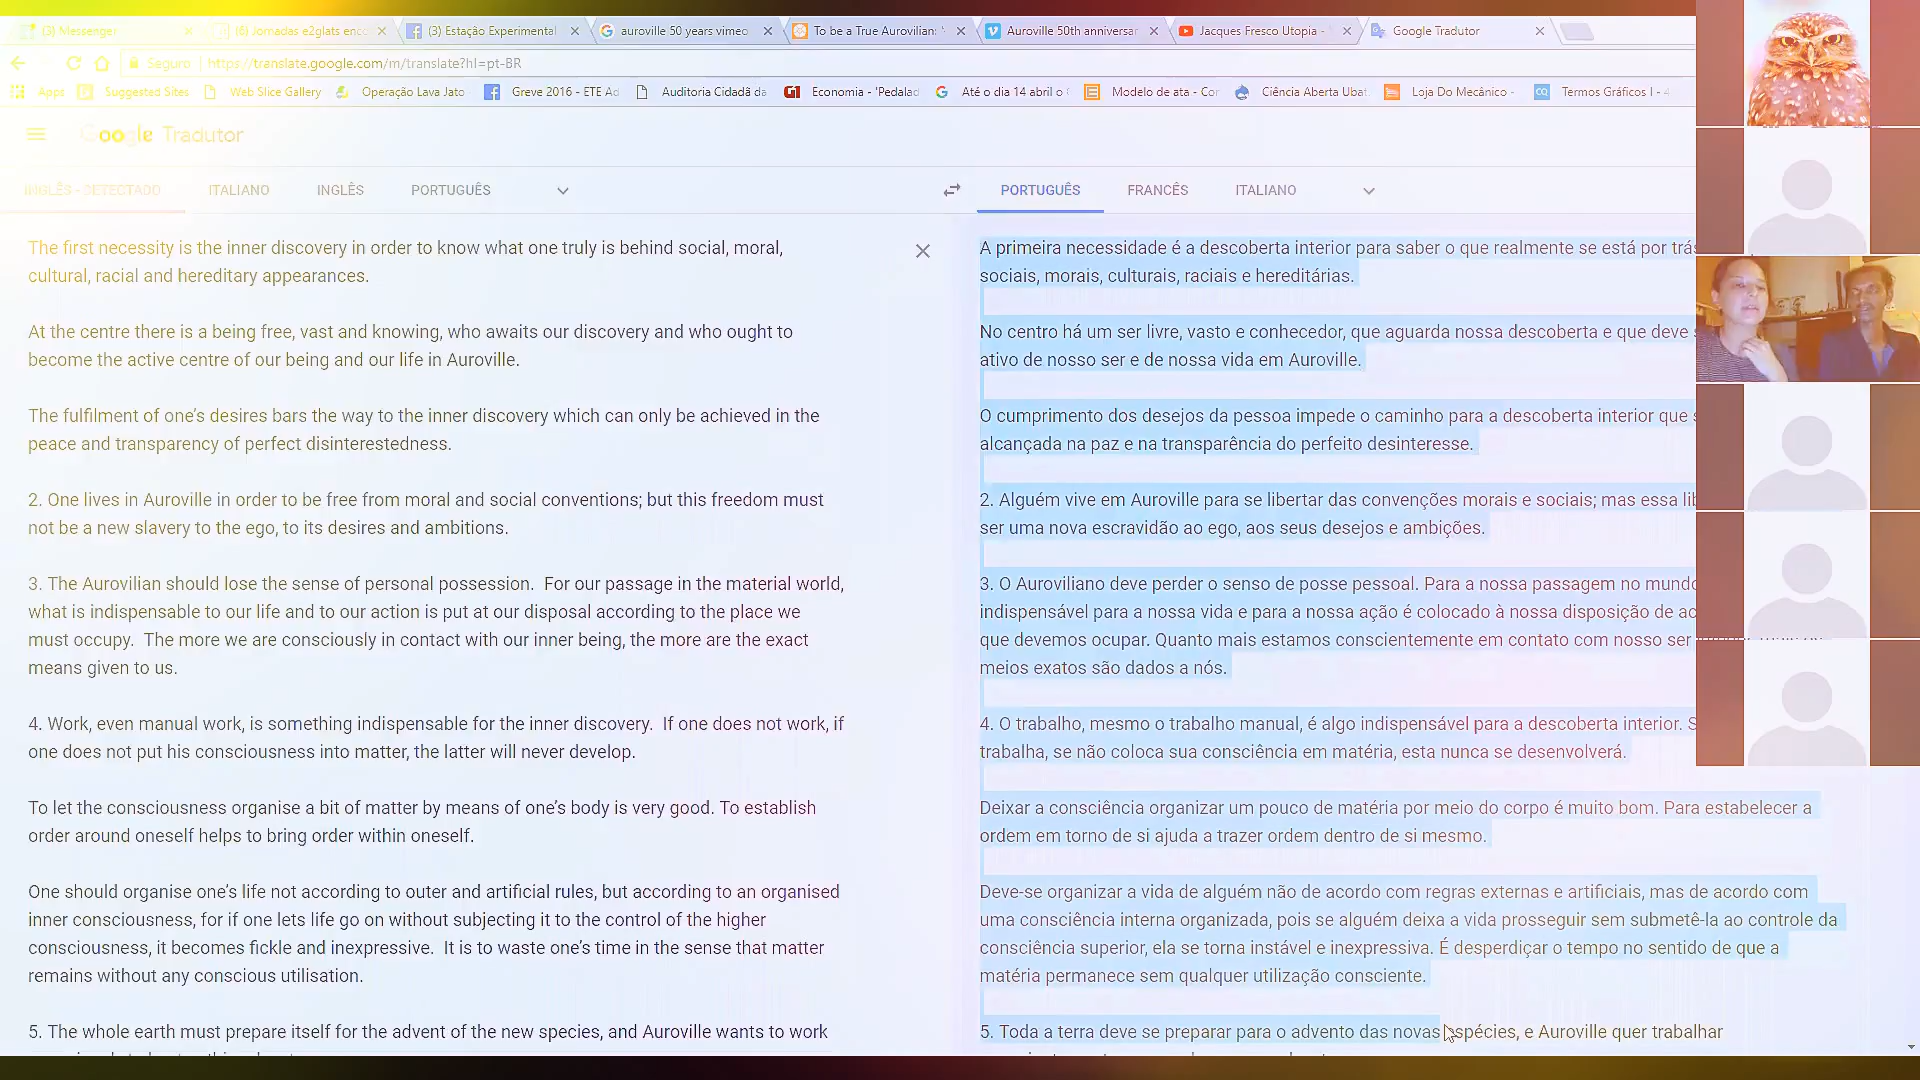 (3) Messenger
(6) Jornadas e2glats enc
(3) Estação Experimental
auroville 50 years vimeo
To be a True Aurovilian:
Auroville 50th anniversar
Jacques Fresco Utopia -
Google Tradutor
Seguro
https://translate.google.com/m/translate?hl=pt-BR
Apps
Suggested Sites
Web Slice Gallery
Operação Lava Jato
Greve 2016 - ETE Ad
Auditoria Cidadã da
G1
Economia - 'Pedalad
Até o dia 14 abril o
Modelo de ata - Cor
Ciência Aberta Ubat
Loja Do Mecânico -
CQ
Termos Gráficos I - 4
Google Tradutor
INGLÊS - DETECTADO
ITALIANO
INGLÊS
PORTUGUÊS
PORTUGUÊS
FRANCÊS
ITALIANO
The first necessity is the inner discovery in order to know what one truly is behind social, moral,
cultural, racial and hereditary appearances.
At the centre there is a being free, vast and knowing, who awaits our discovery and who ought to
become the active centre of our being and our life in Auroville.
The fulfilment of one’s desires bars the way to the inner discovery which can only be achieved in the
peace and transparency of perfect disinterestedness.
2. One lives in Auroville in order to be free from moral and social conventions; but this freedom must
not be a new slavery to the ego, to its desires and ambitions.
3. The Aurovilian should lose the sense of personal possession.  For our passage in the material world,
what is indispensable to our life and to our action is put at our disposal according to the place we
must occupy.  The more we are consciously in contact with our inner being, the more are the exact
means given to us.
4. Work, even manual work, is something indispensable for the inner discovery.  If one does not work, if
one does not put his consciousness into matter, the latter will never develop.
To let the consciousness organise a bit of matter by means of one’s body is very good. To establish
order around oneself helps to bring order within oneself.
One should organise one’s life not according to outer and artificial rules, but according to an organised
inner consciousness, for if one lets life go on without subjecting it to the control of the higher
consciousness, it becomes fickle and inexpressive.  It is to waste one’s time in the sense that matter
remains without any conscious utilisation.
5. The whole earth must prepare itself for the advent of the new species, and Auroville wants to work
A primeira necessidade é a descoberta interior para saber o que realmente se está por trás
sociais, morais, culturais, raciais e hereditárias.
No centro há um ser livre, vasto e conhecedor, que aguarda nossa descoberta e que deve
ativo de nosso ser e de nossa vida em Auroville.
O cumprimento dos desejos da pessoa impede o caminho para a descoberta interior que
alcançada na paz e na transparência do perfeito desinteresse.
2. Alguém vive em Auroville para se libertar das convenções morais e sociais; mas essa lib
ser uma nova escravidão ao ego, aos seus desejos e ambições.
3. O Auroviliano deve perder o senso de posse pessoal. Para a nossa passagem no mundo
indispensável para a nossa vida e para a nossa ação é colocado à nossa disposição de ac
que devemos ocupar. Quanto mais estamos conscientemente em contato com nosso ser
meios exatos são dados a nós.
4. O trabalho, mesmo o trabalho manual, é algo indispensável para a descoberta interior. S
trabalha, se não coloca sua consciência em matéria, esta nunca se desenvolverá.
Deixar a consciência organizar um pouco de matéria por meio do corpo é muito bom. Para estabelecer a
ordem em torno de si ajuda a trazer ordem dentro de si mesmo.
Deve-se organizar a vida de alguém não de acordo com regras externas e artificiais, mas de acordo com
uma consciência interna organizada, pois se alguém deixa a vida prosseguir sem submetê-la ao controle da
consciência superior, ela se torna instável e inexpressiva. É desperdiçar o tempo no sentido de que a
matéria permanece sem qualquer utilização consciente.
5. Toda a terra deve se preparar para o advento das novas espécies, e Auroville quer trabalhar